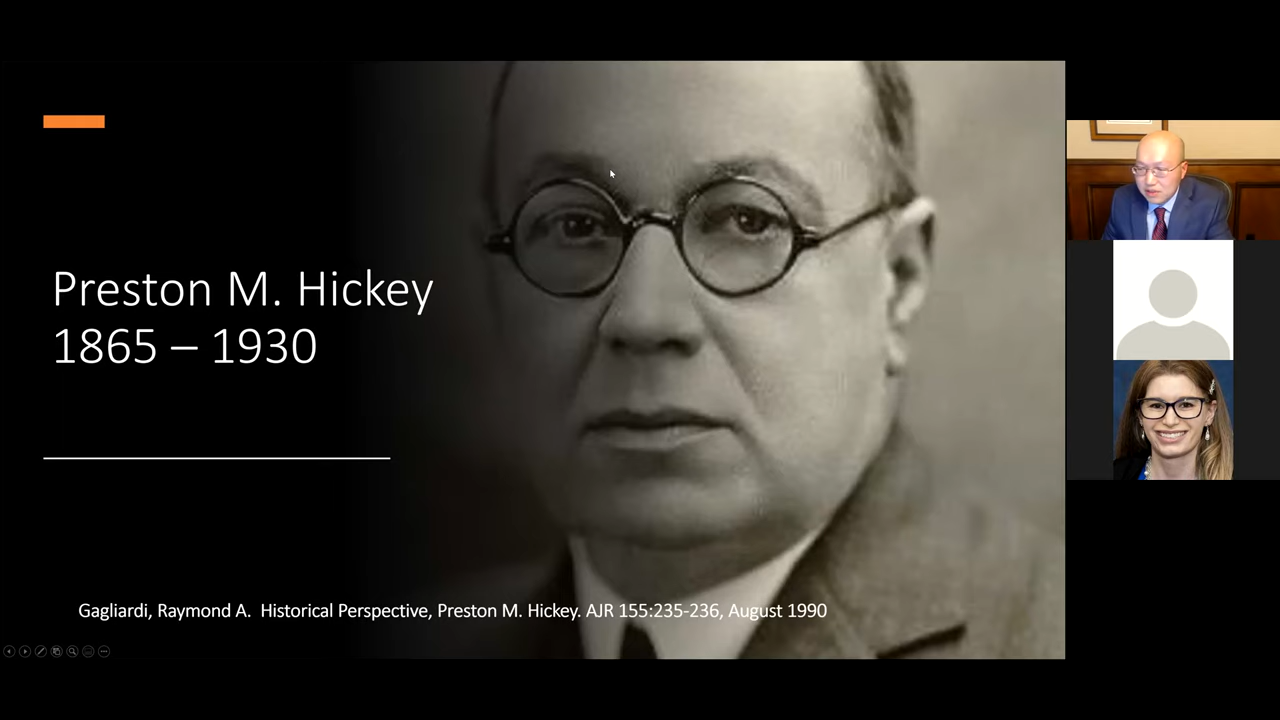 Preston M. Hickey
1865 – 1930
Gagliardi, Raymond A.  Historical Perspective, Preston M. Hickey. AJR 155:235-236, August 1990